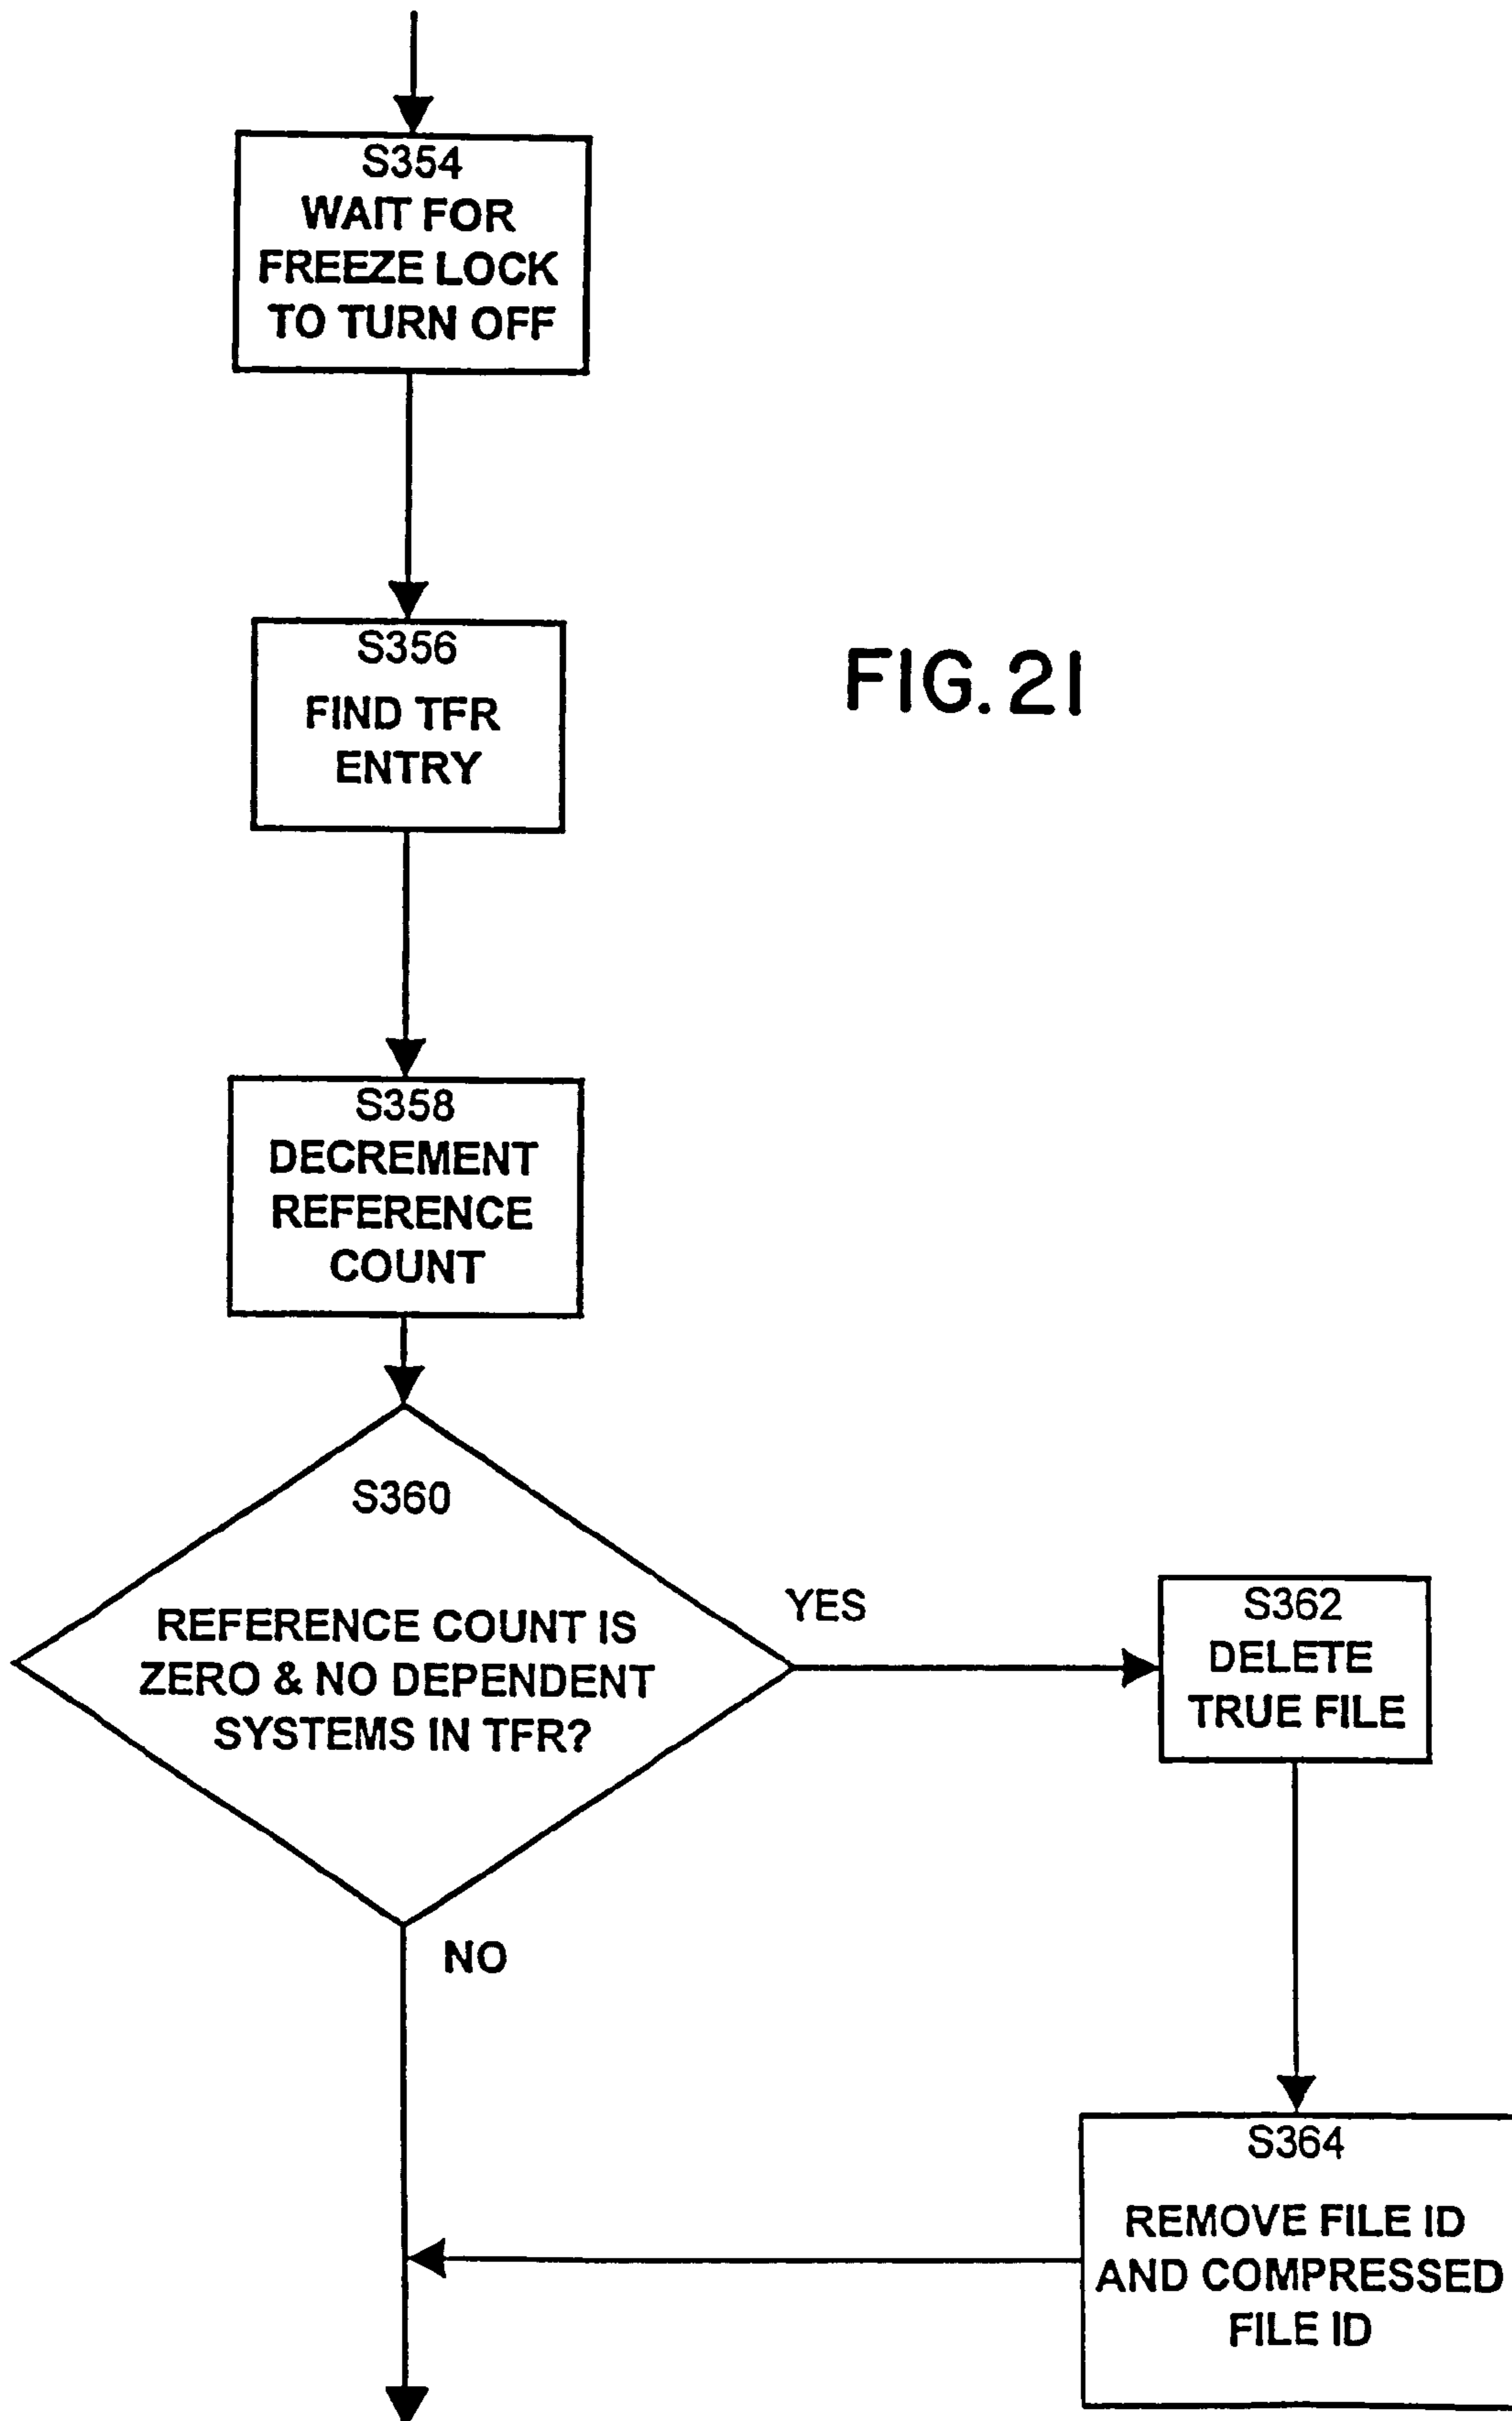 S354
WAIT FOR
FREEZE LOCK
TO TURN OFF
S356
FIND TFR
ENTRY
FIG. 21
S358
DECREMENT
REFERENCE
COUNT
S360
REFERENCE COUNT IS
ZERO & NO DEPENDENT
SYSTEMS IN TFR?
YES
NO
S362
DELETE
TRUE FILE
S364
REMOVE FILE ID
AND COMPRESSED
FILE ID